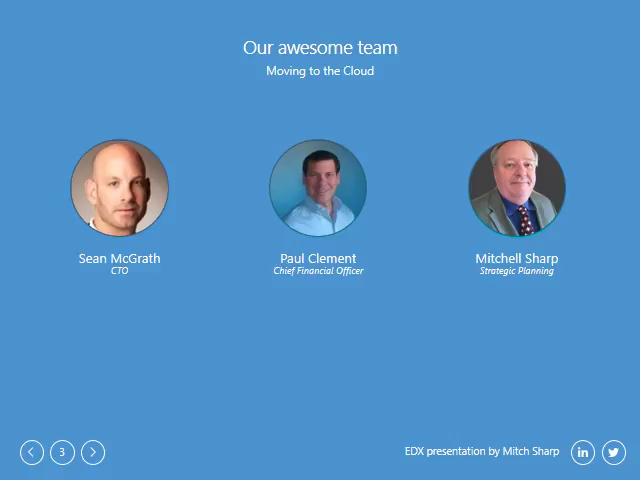 Our awesome team
Moving to the Cloud
Sean McGrath
CTO
Paul Clement
Chief Financial Officer
Mitchell Sharp
Strategic Planning
3
EDX presentation by Mitch Sharp
in